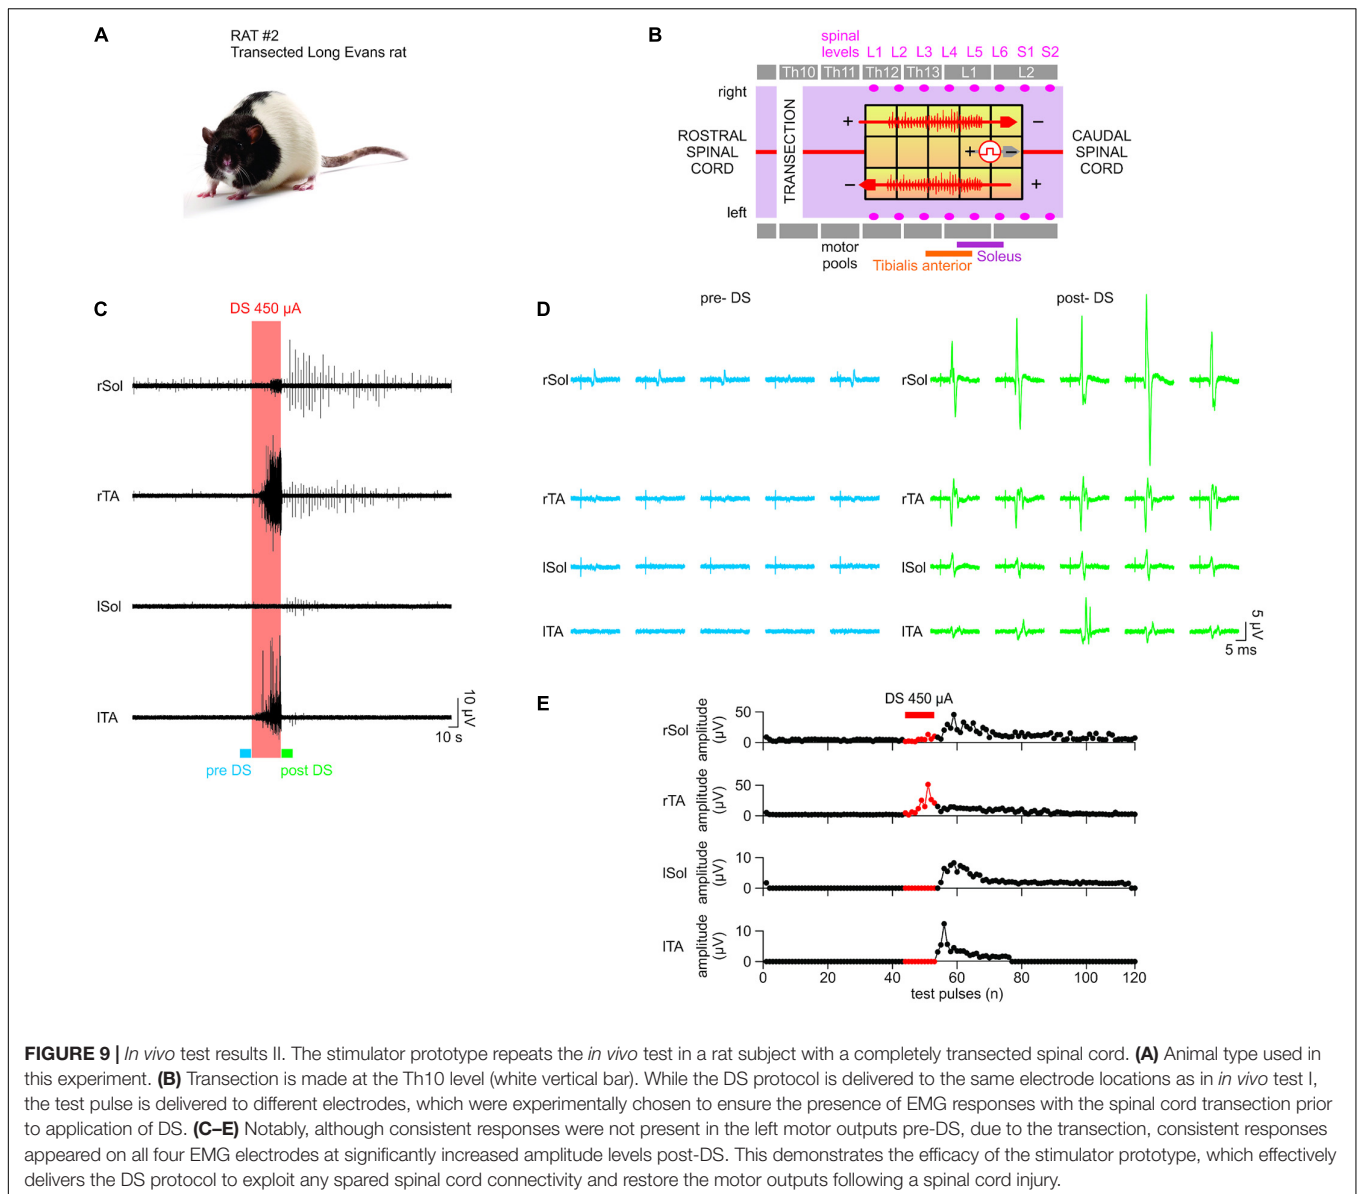 A
RAT #2
Transected Long Evans rat
B
spinal
levels L1 L2 L3 L4 L5 L6 S1 S2
Th10 Th11 Th12 Th13 L1 L2
right
+ −
ROSTRAL
SPINAL
CORD
TRANSECTION
+ −
CAUDAL
SPINAL
CORD
− +
left
motor
pools
Soleus
Tibialis anterior
C
DS 450 µA
rSol
rTA
lSol
lTA
10 µV
10 s
pre DS
post DS
D
pre- DS
post- DS
rSol
rSol
rTA
rTA
lSol
lSol
lTA
lTA
5 µV
5 ms
E
DS 450 µA
rSol
amplitude
(µV)
50
0
rTA
amplitude
(µV)
50
0
lSol
amplitude
(µV)
10
0
lTA
amplitude
(µV)
10
0
0 20 40 60 80 100 120
test pulses (n)
FIGURE 9 | In vivo test results II. The stimulator prototype repeats the in vivo test in a rat subject with a completely transected spinal cord. (A) Animal type used in
this experiment. (B) Transection is made at the Th10 level (white vertical bar). While the DS protocol is delivered to the same electrode locations as in in vivo test I,
the test pulse is delivered to different electrodes, which were experimentally chosen to ensure the presence of EMG responses with the spinal cord transection prior
to application of DS. (C–E) Notably, although consistent responses were not present in the left motor outputs pre-DS, due to the transection, consistent responses
appeared on all four EMG electrodes at significantly increased amplitude levels post-DS. This demonstrates the efficacy of the stimulator prototype, which effectively
delivers the DS protocol to exploit any spared spinal cord connectivity and restore the motor outputs following a spinal cord injury.